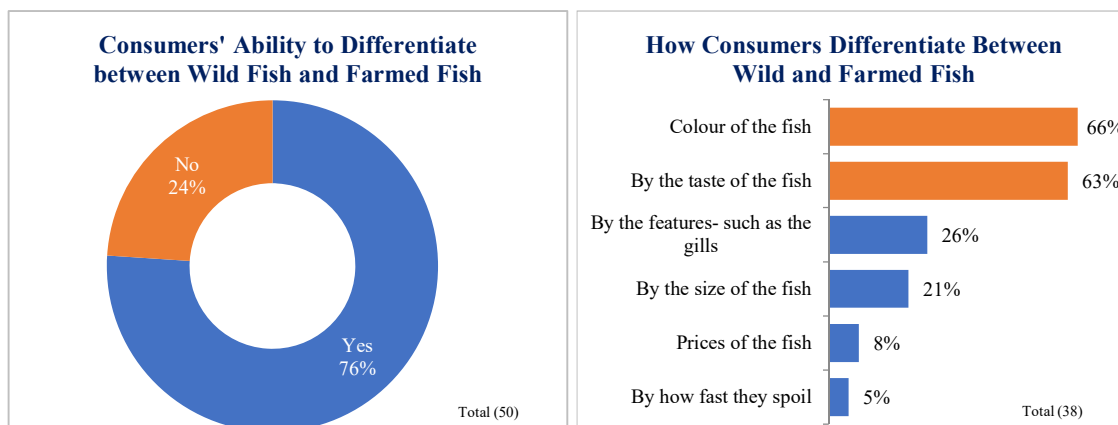 Consumers' Ability to Differentiate
between Wild Fish and Farmed Fish
No
24%
Yes
76%
Total (50)
How Consumers Differentiate Between
Wild and Farmed Fish
Colour of the fish
66%
By the taste of the fish
63%
By the features- such as the
gills
26%
By the size of the fish
21%
Prices of the fish
8%
By how fast they spoil
5%
Total (38)